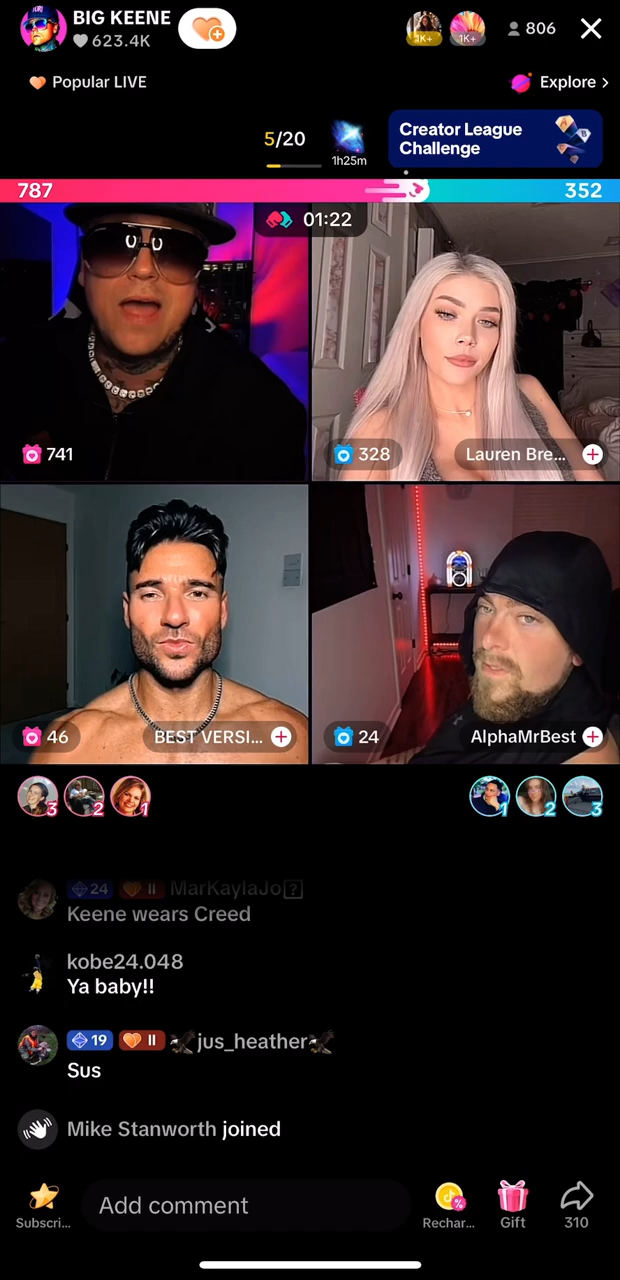 BIG KEENE
623.4K
1K+
1K+
806
Popular LIVE
Explore >
5/20
1h25m
Creator League
Challenge
787
352
01:22
741
328
Lauren Bre...
46
BEST VERSI...
24
AlphaMrBest
3
2
1
1
2
3
24 II MarKaylaJo
Keene wears Creed
kobe24.048
Ya baby!!
19 II jus_heather
Sus
Mike Stanworth joined
Add comment
Subscri...
Rechar...
Gift
310